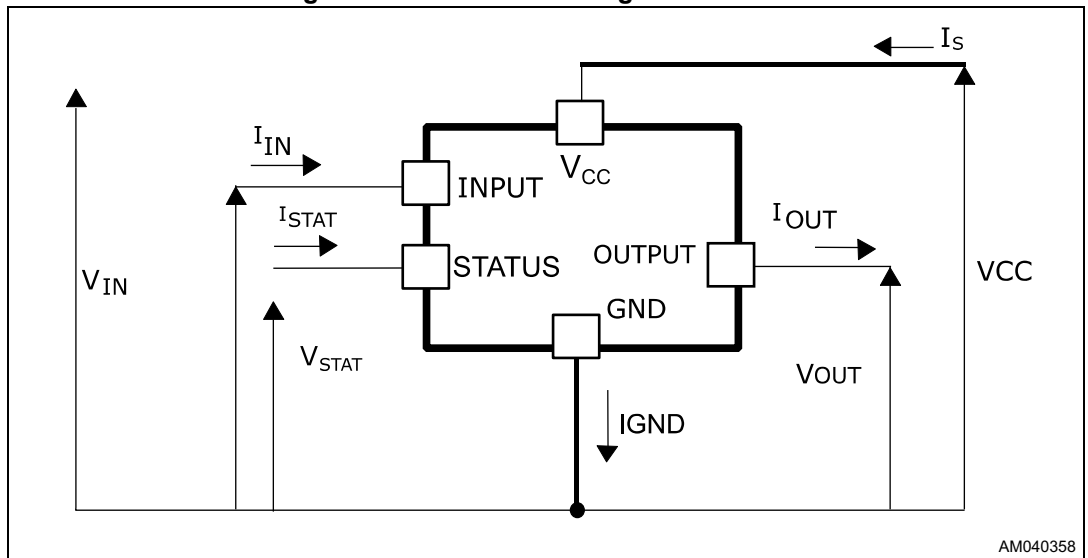 I_S
I_IN
V_CC
INPUT
I_STAT
I_OUT
STATUS
OUTPUT
V_IN
VCC
GND
V_STAT
VOUT
IGND
AM040358